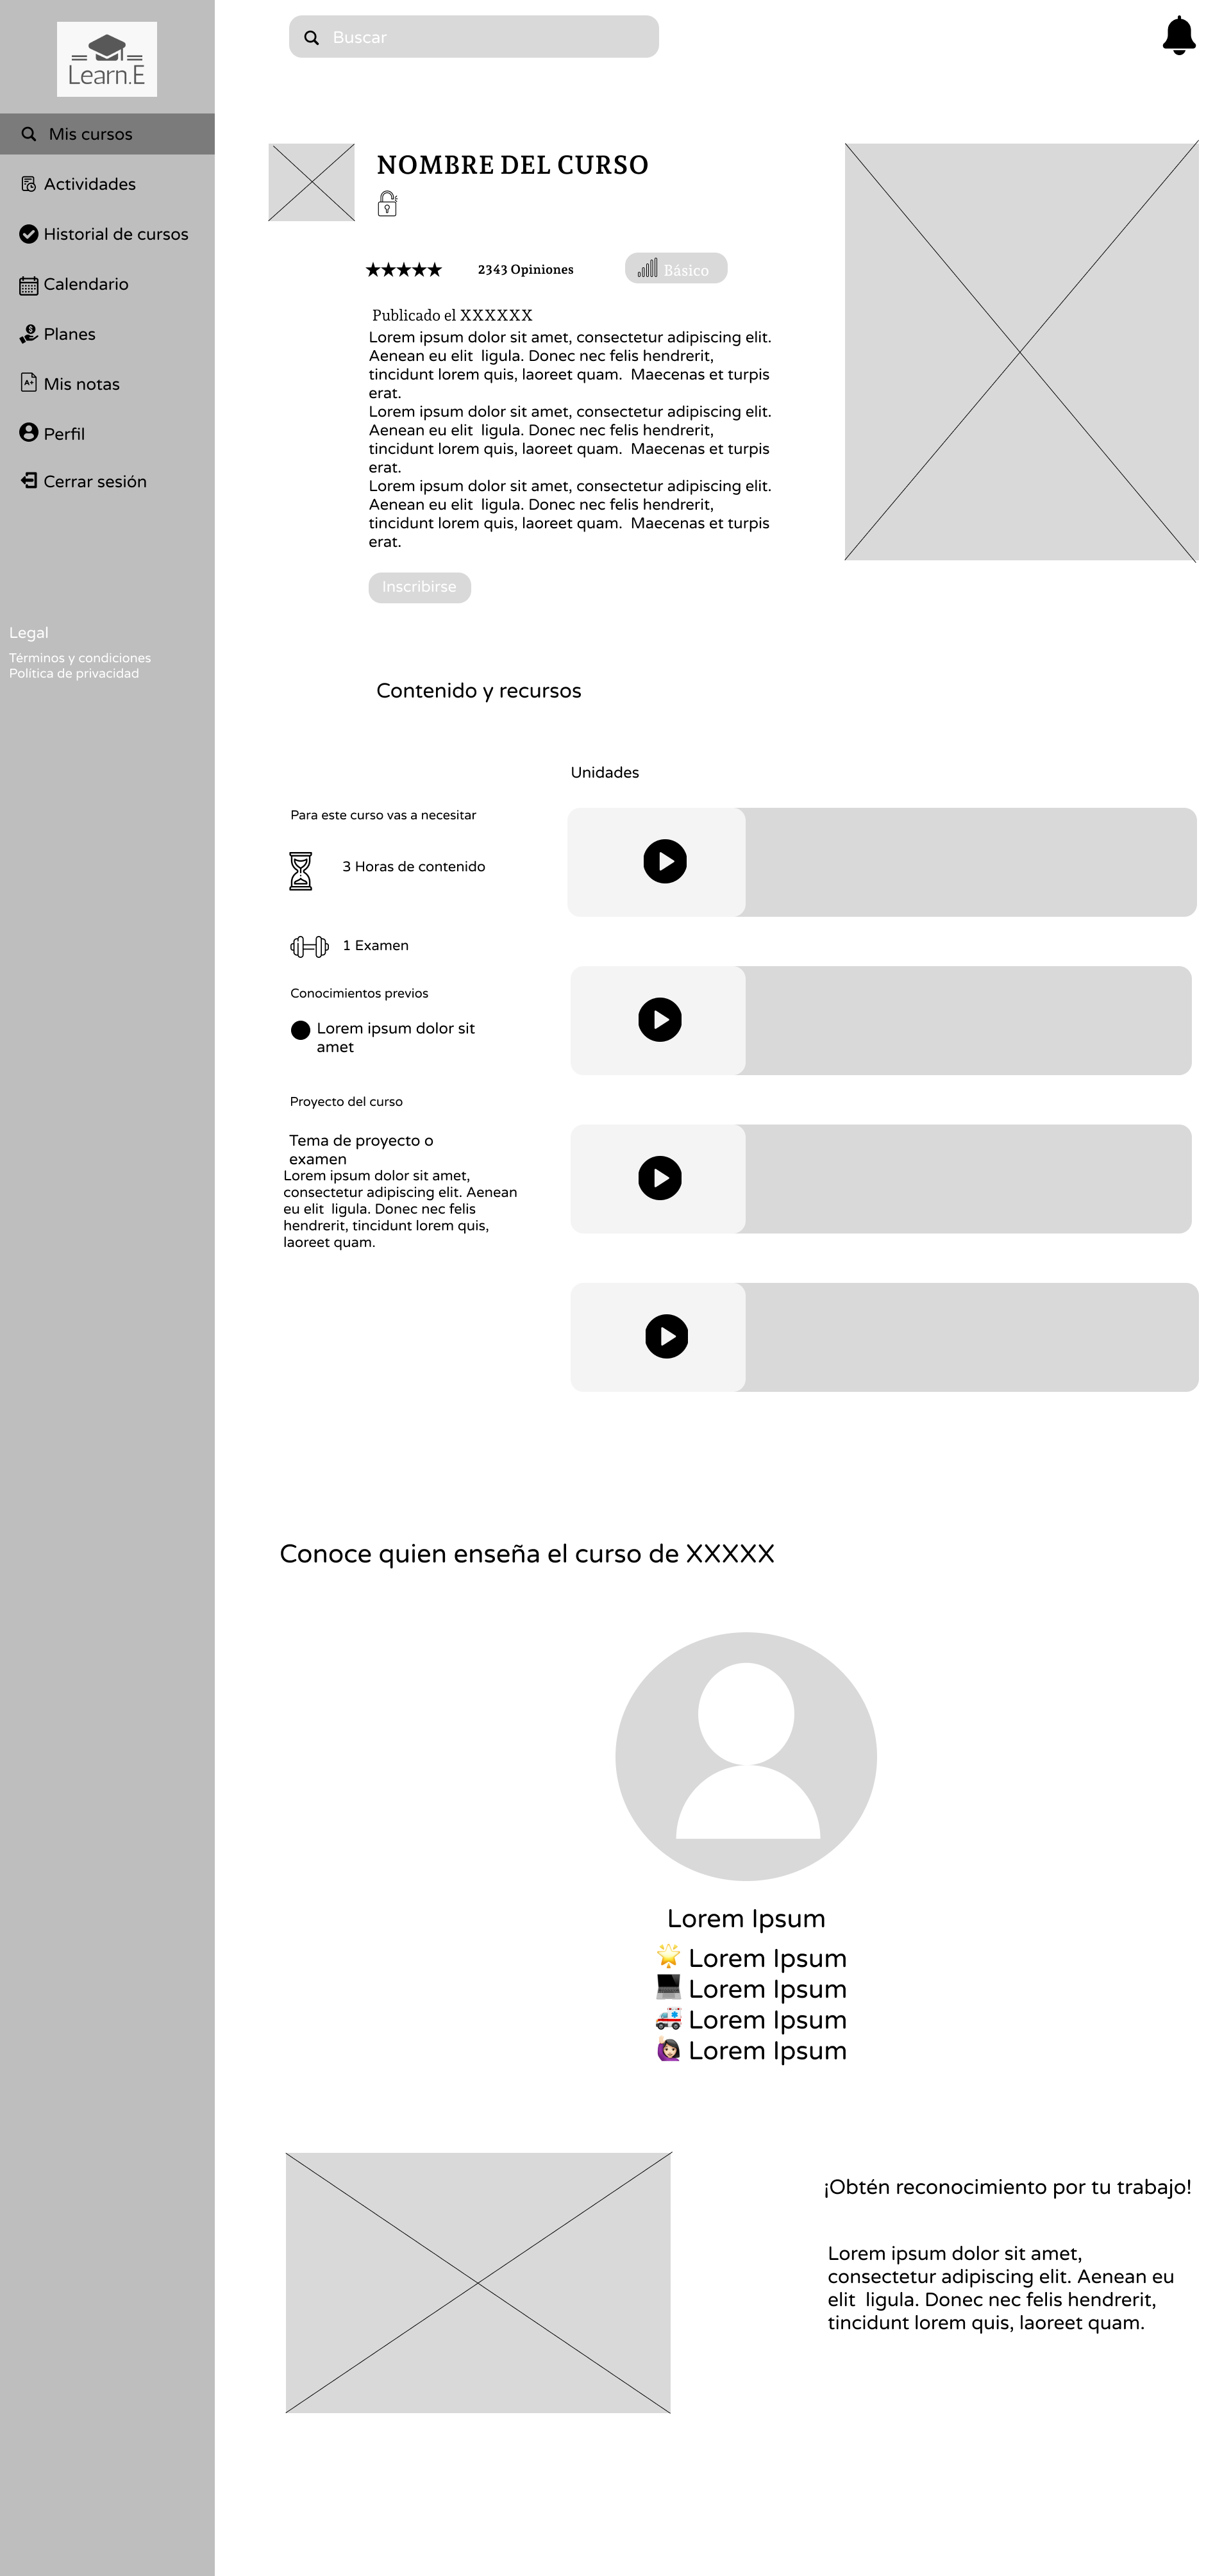 Learn.E
Mis cursos
Actividades
Historial de cursos
Calendario
Planes
A+
Mis notas
Perfil
Cerrar sesión
Legal
Términos y condiciones
Política de privacidad
Buscar
NOMBRE DEL CURSO
2343 Opiniones
Básico
Publicado el XXXXXX
Lorem ipsum dolor sit amet, consectetur adipiscing elit.
Aenean eu elit  ligula. Donec nec felis hendrerit,
tincidunt lorem quis, laoreet quam.  Maecenas et turpis
erat.
Lorem ipsum dolor sit amet, consectetur adipiscing elit.
Aenean eu elit  ligula. Donec nec felis hendrerit,
tincidunt lorem quis, laoreet quam.  Maecenas et turpis
erat.
Lorem ipsum dolor sit amet, consectetur adipiscing elit.
Aenean eu elit  ligula. Donec nec felis hendrerit,
tincidunt lorem quis, laoreet quam.  Maecenas et turpis
erat.
Inscribirse
Contenido y recursos
Unidades
Para este curso vas a necesitar
3 Horas de contenido
1 Examen
Conocimientos previos
Lorem ipsum dolor sit
amet
Proyecto del curso
Tema de proyecto o
examen
Lorem ipsum dolor sit amet,
consectetur adipiscing elit. Aenean
eu elit  ligula. Donec nec felis
hendrerit, tincidunt lorem quis,
laoreet quam.
Conoce quien enseña el curso de XXXXX
Lorem Ipsum
🌟 Lorem Ipsum
💻 Lorem Ipsum
🚑 Lorem Ipsum
🙋🏻‍♀️ Lorem Ipsum
¡Obtén reconocimiento por tu trabajo!
Lorem ipsum dolor sit amet,
consectetur adipiscing elit. Aenean eu
elit  ligula. Donec nec felis hendrerit,
tincidunt lorem quis, laoreet quam.